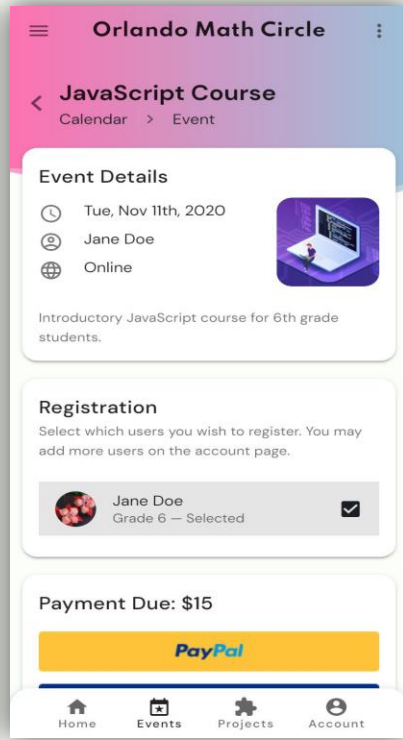 Orlando Math Circle
JavaScript Course
Calendar > Event
Event Details
Tue, Nov 11th, 2020
Jane Doe
Online
Introductory JavaScript course for 6th grade
students.
Registration
Select which users you wish to register. You may
add more users on the account page.
Jane Doe
Grade 6 — Selected
Payment Due: $15
PayPal
Home Events Projects Account